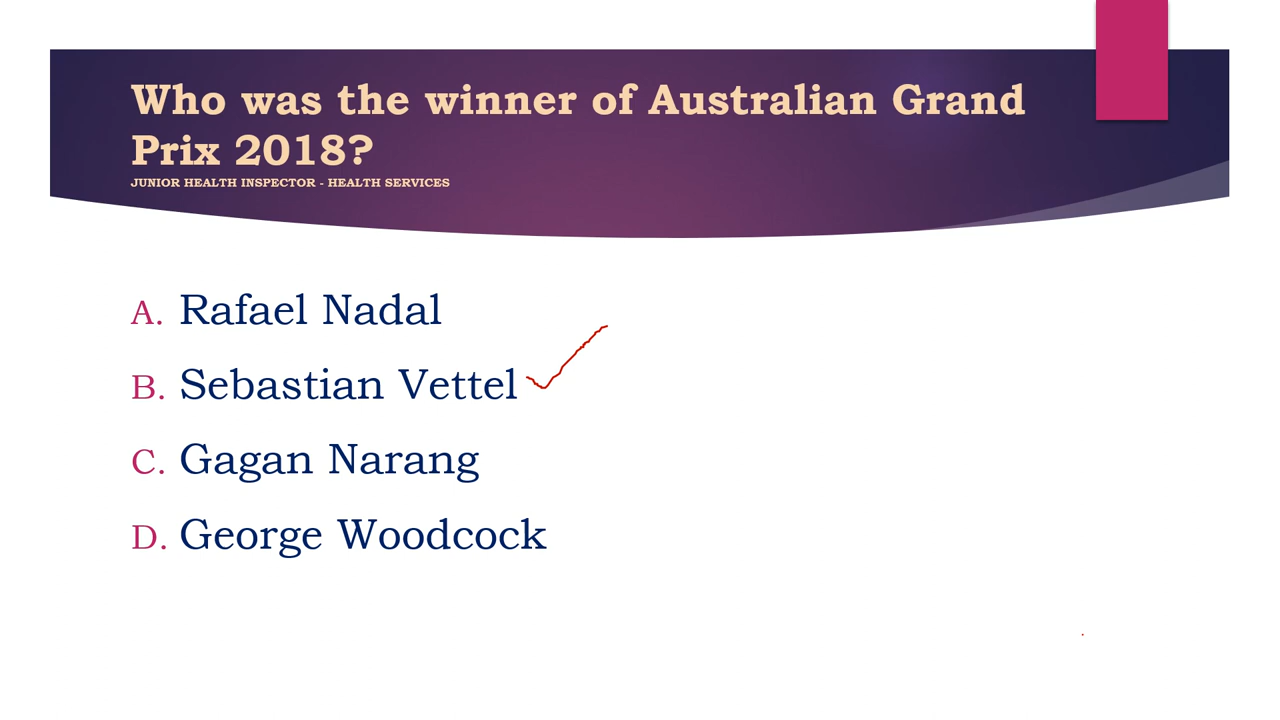 Who was the winner of Australian Grand
Prix 2018?
JUNIOR HEALTH INSPECTOR - HEALTH SERVICES
A. Rafael Nadal
B. Sebastian Vettel
C. Gagan Narang
D. George Woodcock